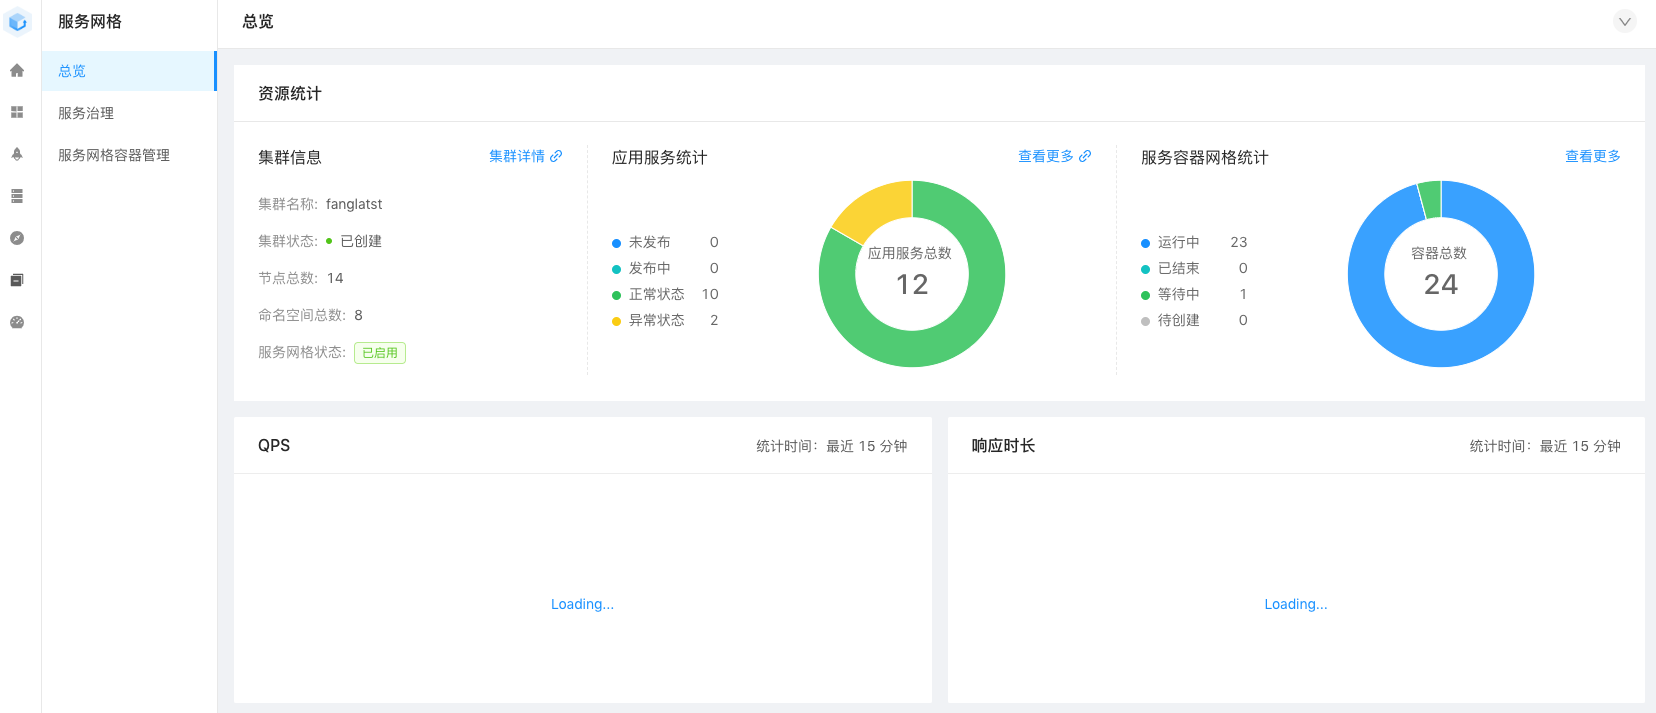 服务网格
总览
总览
服务治理
服务网格容器管理
资源统计
集群信息
集群详情
集群名称: fanglatst
集群状态: 已创建
节点总数: 14
命名空间总数: 8
服务网格状态: 已启用
应用服务统计
查看更多
未发布 0
发布中 0
正常状态 10
异常状态 2
应用服务总数
12
服务容器网格统计
查看更多
运行中 23
已结束 0
等待中 1
待创建 0
容器总数
24
QPS
统计时间：最近 15 分钟
Loading...
响应时长
统计时间：最近 15 分钟
Loading...